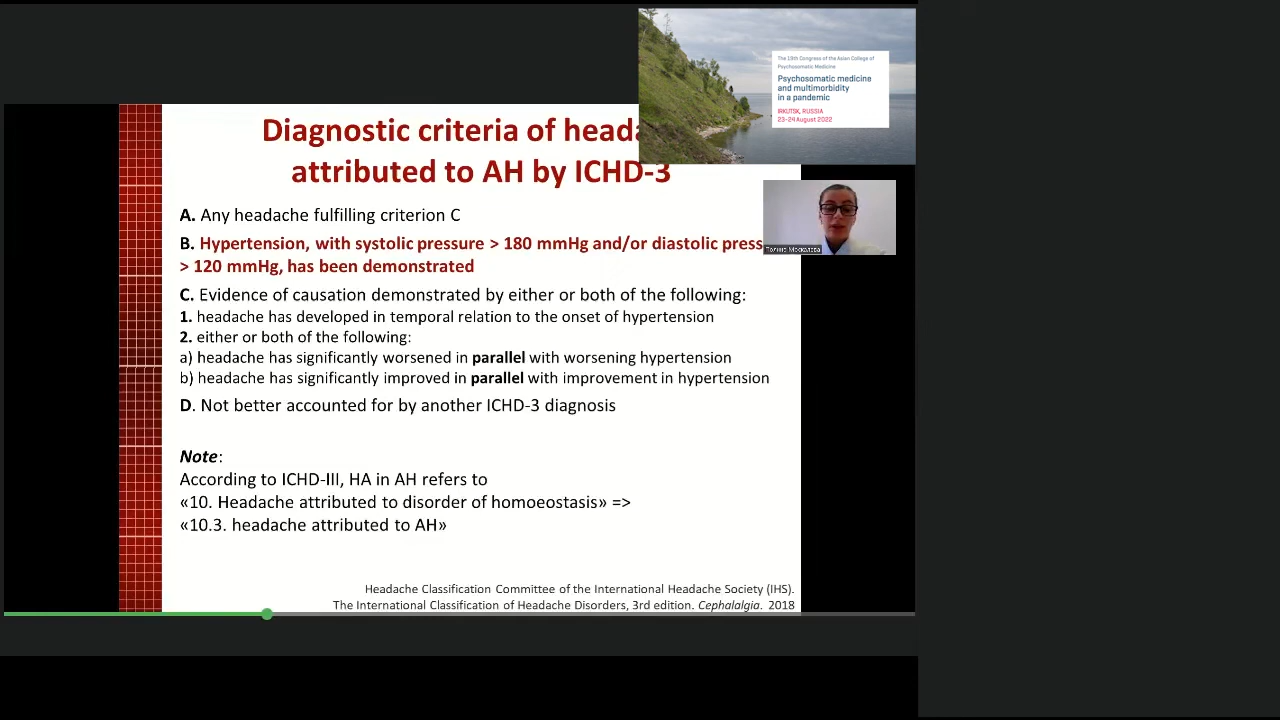 The 19th Congress of the Asian College of
Psychosomatic Medicine
Psychosomatic medicine
and multimorbidity
in a pandemic
IRKUTSK, RUSSIA
23-24 August 2022
Diagnostic criteria of heada
attributed to AH by ICHD-3
A. Any headache fulfilling criterion C
B. Hypertension, with systolic pressure > 180 mmHg and/or diastolic press
> 120 mmHg, has been demonstrated
Полина Москалева
C. Evidence of causation demonstrated by either or both of the following:
1. headache has developed in temporal relation to the onset of hypertension
2. either or both of the following:
a) headache has significantly worsened in parallel with worsening hypertension
b) headache has significantly improved in parallel with improvement in hypertension
D. Not better accounted for by another ICHD-3 diagnosis
Note:
According to ICHD-III, HA in AH refers to
«10. Headache attributed to disorder of homoeostasis» =>
«10.3. headache attributed to AH»
Headache Classification Committee of the International Headache Society (IHS).
The International Classification of Headache Disorders, 3rd edition. Cephalalgia. 2018